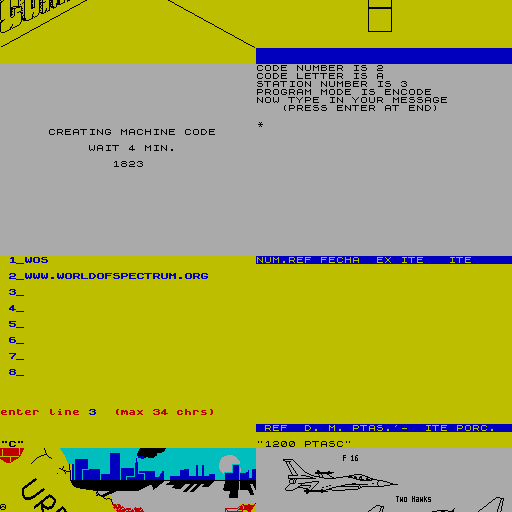 CODE NUMBER IS 2
CODE LETTER IS A
STATION NUMBER IS 3
PROGRAM MODE IS ENCODE
NOW TYPE IN YOUR MESSAGE
(PRESS ENTER AT END)
*
CREATING MACHINE CODE
WAIT 4 MIN.
1823
1_WOS
2_WWW.WORLDOFSPECTRUM.ORG
3_
4_
5_
6_
7_
8_
enter line 3 (max 34 chrs)
"C"
NUM.REF FECHA EX ITE ITE
REF D. M. PTAS.´- ITE PORC.
"1200 PTASC"
F 16
Two Hawks
©